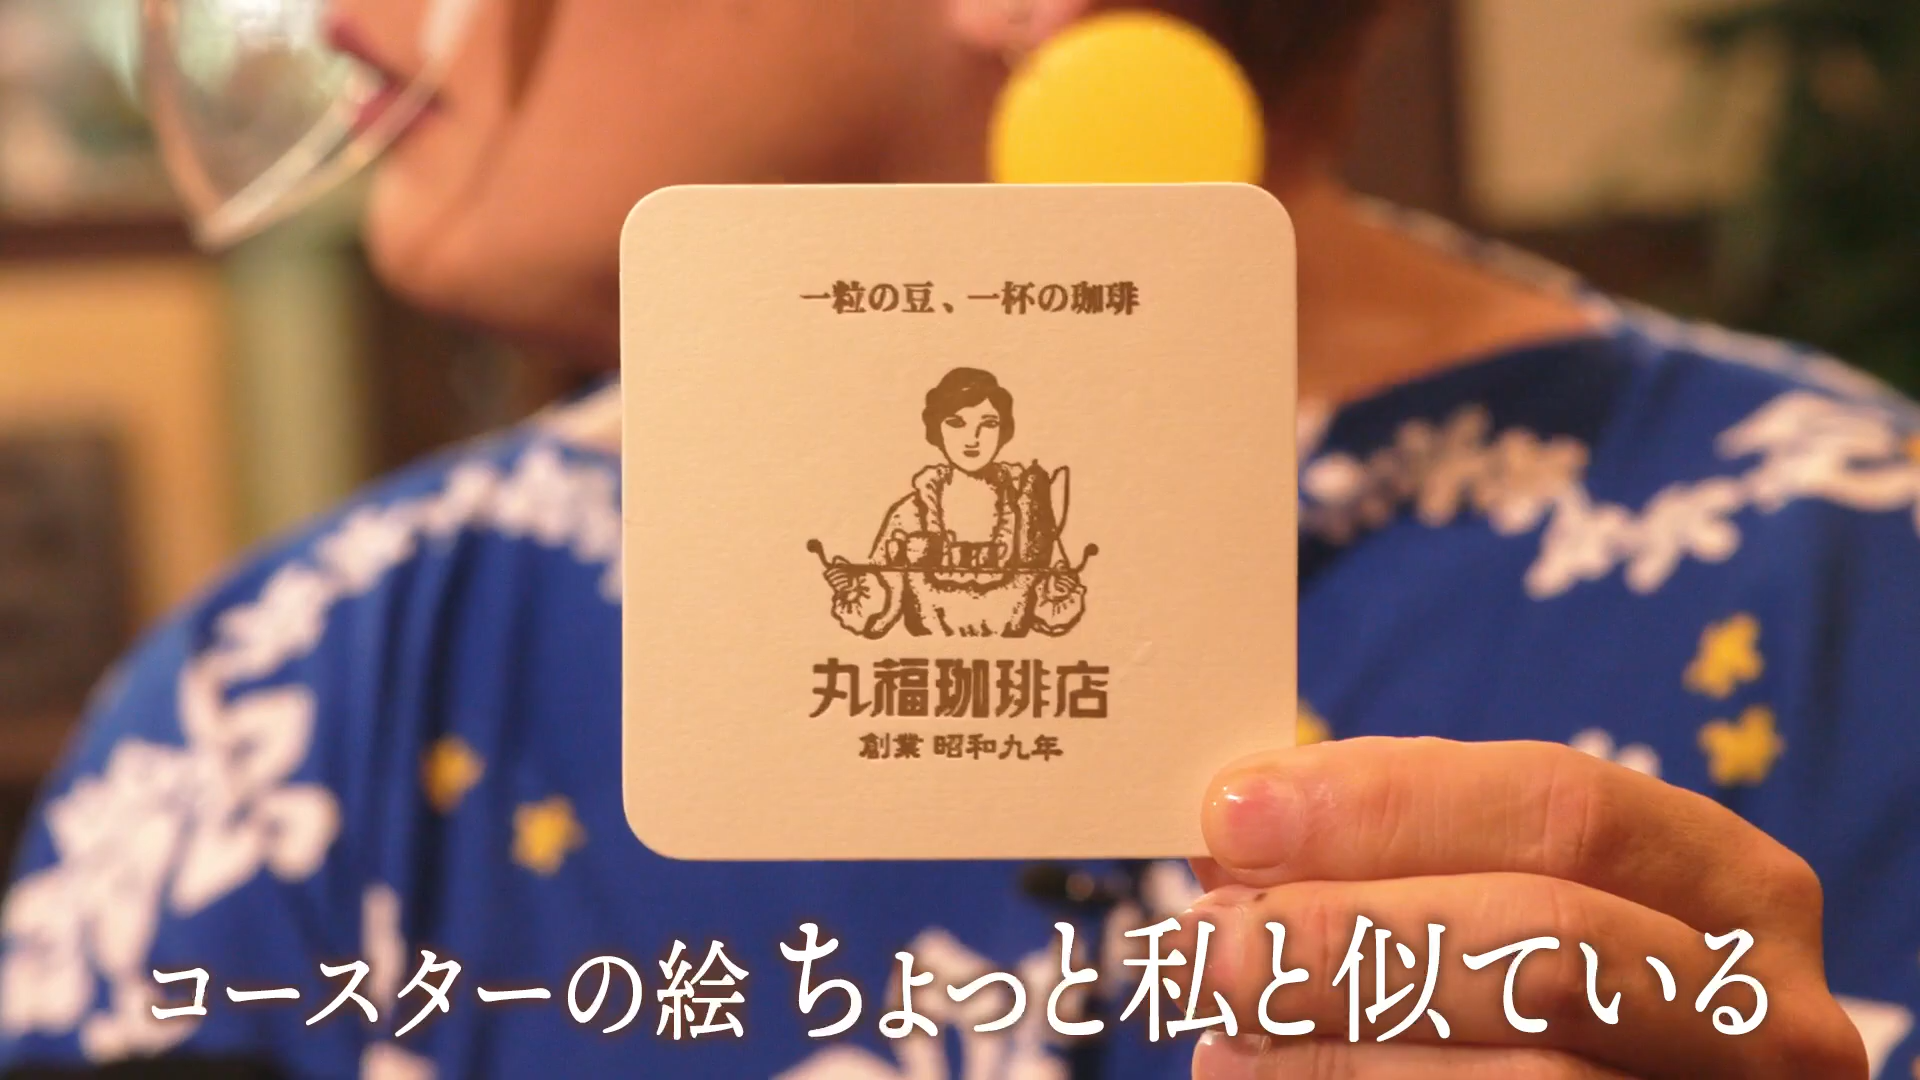 一粒の豆、一杯の珈琲
丸福珈琲店
創業 昭和九年
コースターの絵 ちょっと私と似ている